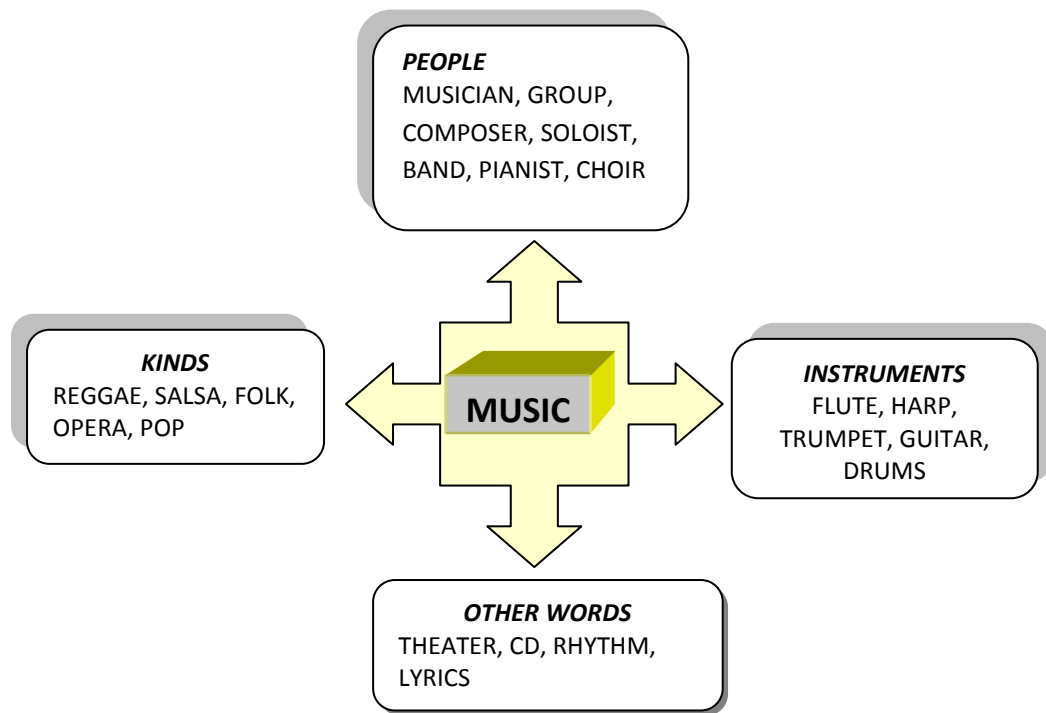 PEOPLE
MUSICIAN, GROUP,
COMPOSER, SOLOIST,
BAND, PIANIST, CHOIR
KINDS
REGGAE, SALSA, FOLK,
OPERA, POP
MUSIC
INSTRUMENTS
FLUTE, HARP,
TRUMPET, GUITAR,
DRUMS
OTHER WORDS
THEATER, CD, RHYTHM,
LYRICS